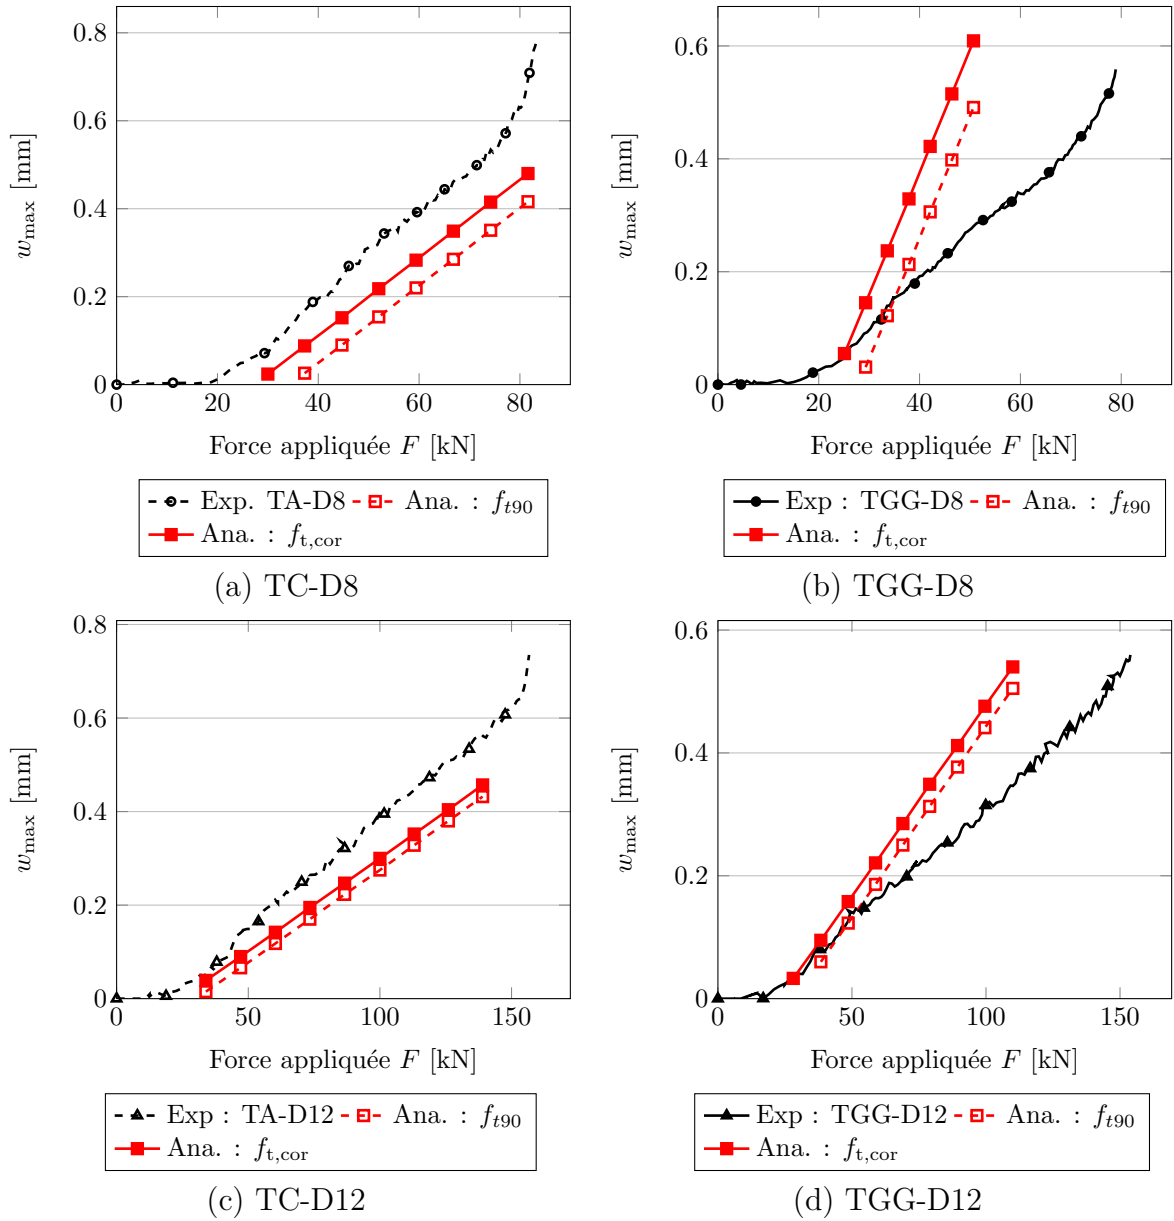 0.8
0.6
0.4
0.2
0
w_max [mm]
0 20 40 60 80
Force appliquée F [kN]
Exp. TA-D8 Ana. : f_t90
Ana. : f_t,cor
(a) TC-D8
0.6
0.4
0.2
0
w_max [mm]
0 20 40 60 80
Force appliquée F [kN]
Exp : TGG-D8 Ana. : f_t90
Ana. : f_t,cor
(b) TGG-D8
0.8
0.6
0.4
0.2
0
w_max [mm]
0 50 100 150
Force appliquée F [kN]
Exp : TA-D12 Ana. : f_t90
Ana. : f_t,cor
(c) TC-D12
0.6
0.4
0.2
0
w_max [mm]
0 50 100 150
Force appliquée F [kN]
Exp : TGG-D12 Ana. : f_t90
Ana. : f_t,cor
(d) TGG-D12